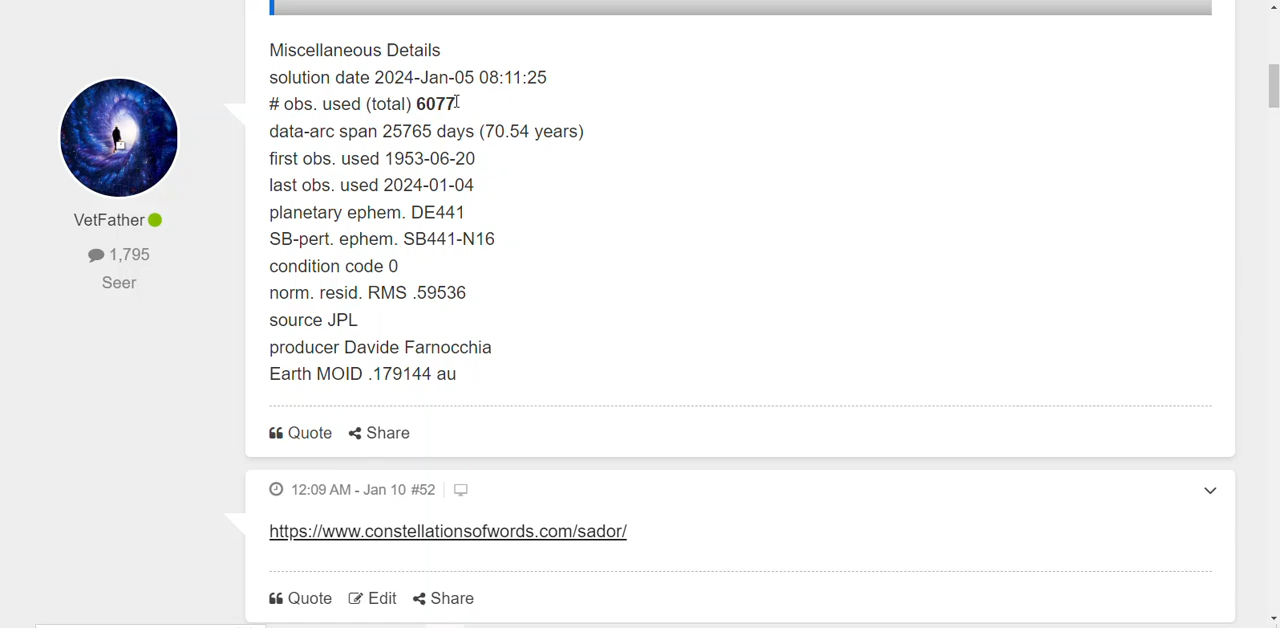 Miscellaneous Details
solution date 2024-Jan-05 08:11:25
# obs. used (total) 6077
data-arc span 25765 days (70.54 years)
first obs. used 1953-06-20
last obs. used 2024-01-04
planetary ephem. DE441
SB-pert. ephem. SB441-N16
condition code 0
norm. resid. RMS .59536
source JPL
producer Davide Farnocchia
Earth MOID .179144 au
VetFather
1,795
Seer
Quote Share
12:09 AM - Jan 10 #52
https://www.constellationsofwords.com/sador/
Quote Edit Share